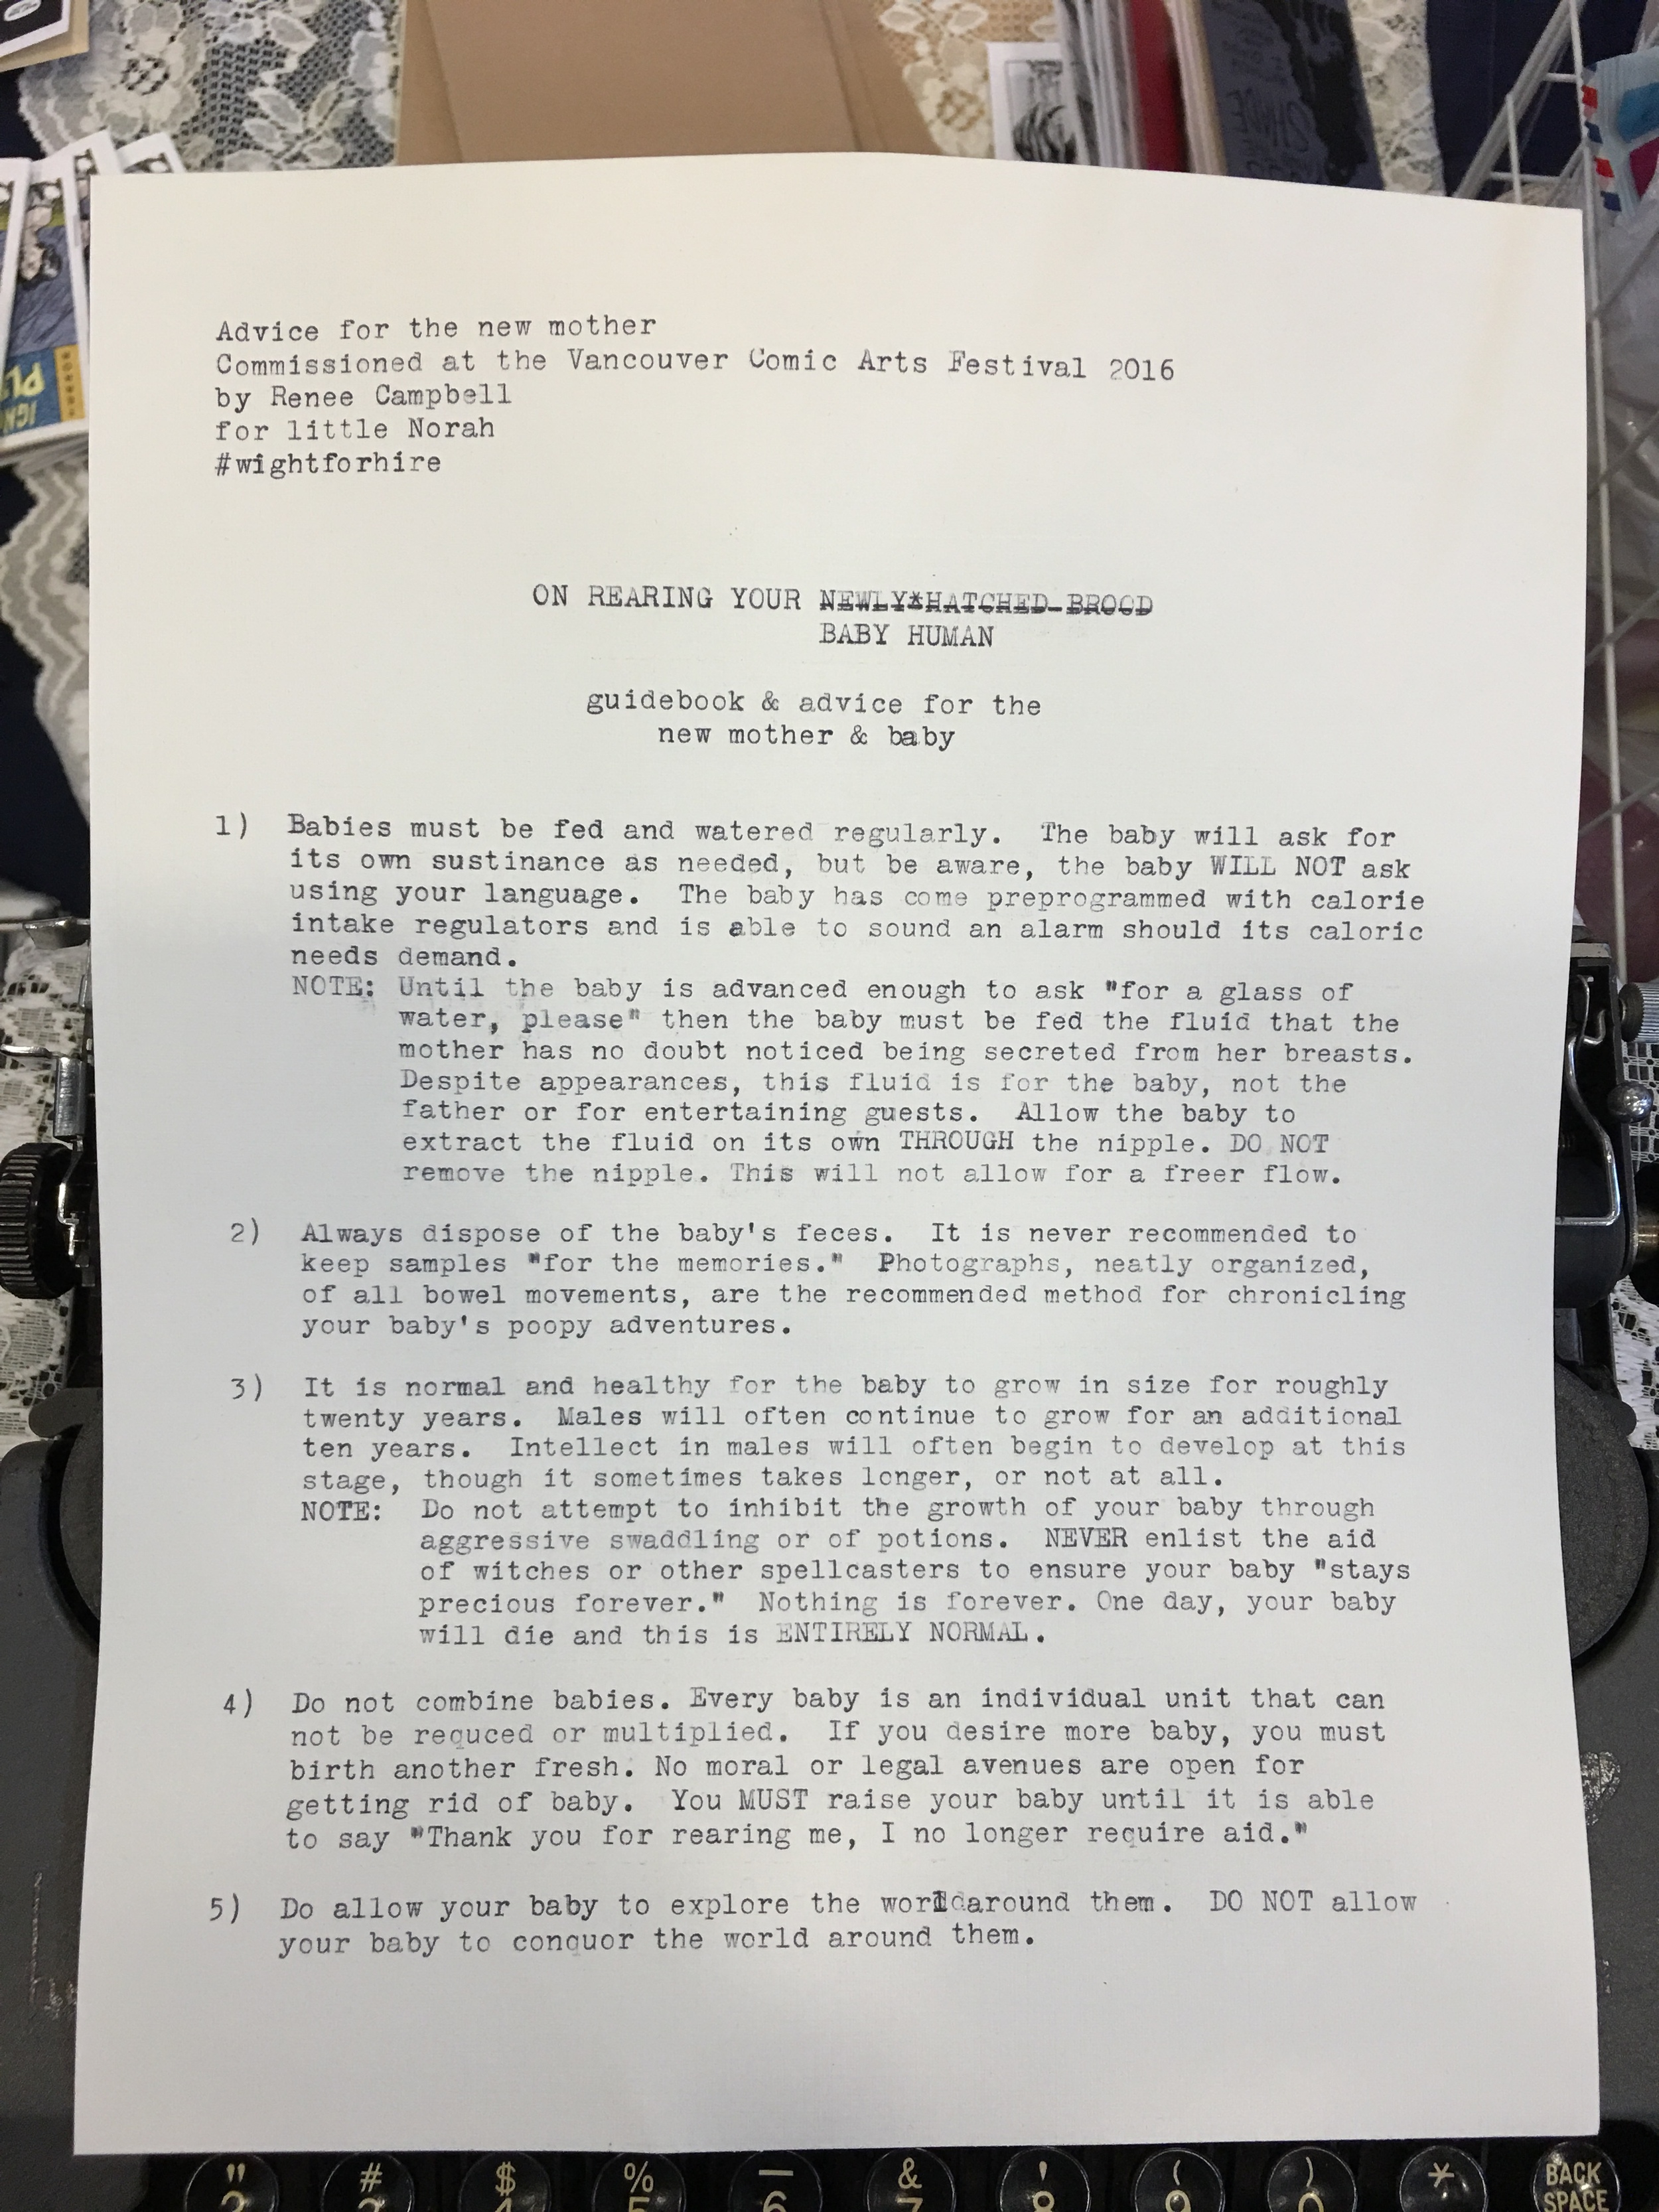 Advice for the new mother
Commissioned at the Vancouver Comic Arts Festival 2016
by Renee Campbell
for little Norah
#wightforhire
ON REARING YOUR NEWLY*HATCHED-BROOD
BABY HUMAN
guidebook & advice for the
new mother & baby
1) Babies must be fed and watered regularly. The baby will ask for
its own sustinance as needed, but be aware, the baby WILL NOT ask
using your language. The baby has come preprogrammed with calorie
intake regulators and is able to sound an alarm should its caloric
needs demand.
NOTE: Until the baby is advanced enough to ask "for a glass of
water, please" then the baby must be fed the fluid that the
mother has no doubt noticed being secreted from her breasts.
Despite appearances, this fluid is for the baby, not the
father or for entertaining guests. Allow the baby to
extract the fluid on its own THROUGH the nipple. DO NOT
remove the nipple. This will not allow for a freer flow.
2) Always dispose of the baby's feces. It is never recommended to
keep samples "for the memories." Photographs, neatly organized,
of all bowel movements, are the recommended method for chronicling
your baby's poopy adventures.
3) It is normal and healthy for the baby to grow in size for roughly
twenty years. Males will often continue to grow for an additional
ten years. Intellect in males will often begin to develop at this
stage, though it sometimes takes longer, or not at all.
NOTE: Do not attempt to inhibit the growth of your baby through
aggressive swaddling or of potions. NEVER enlist the aid
of witches or other spellcasters to ensure your baby "stays
precious forever." Nothing is forever. One day, your baby
will die and this is ENTIRELY NORMAL.
4) Do not combine babies. Every baby is an individual unit that can
not be requced or multiplied. If you desire more baby, you must
birth another fresh. No moral or legal avenues are open for
getting rid of baby. You MUST raise your baby until it is able
to say "Thank you for rearing me, I no longer require aid."
5) Do allow your baby to explore the world around them. DO NOT allow
your baby to conquor the world around them.
" # $ % — & ' ( ) * BACK
2 3 4 5 6 7 8 9 0 SPACE